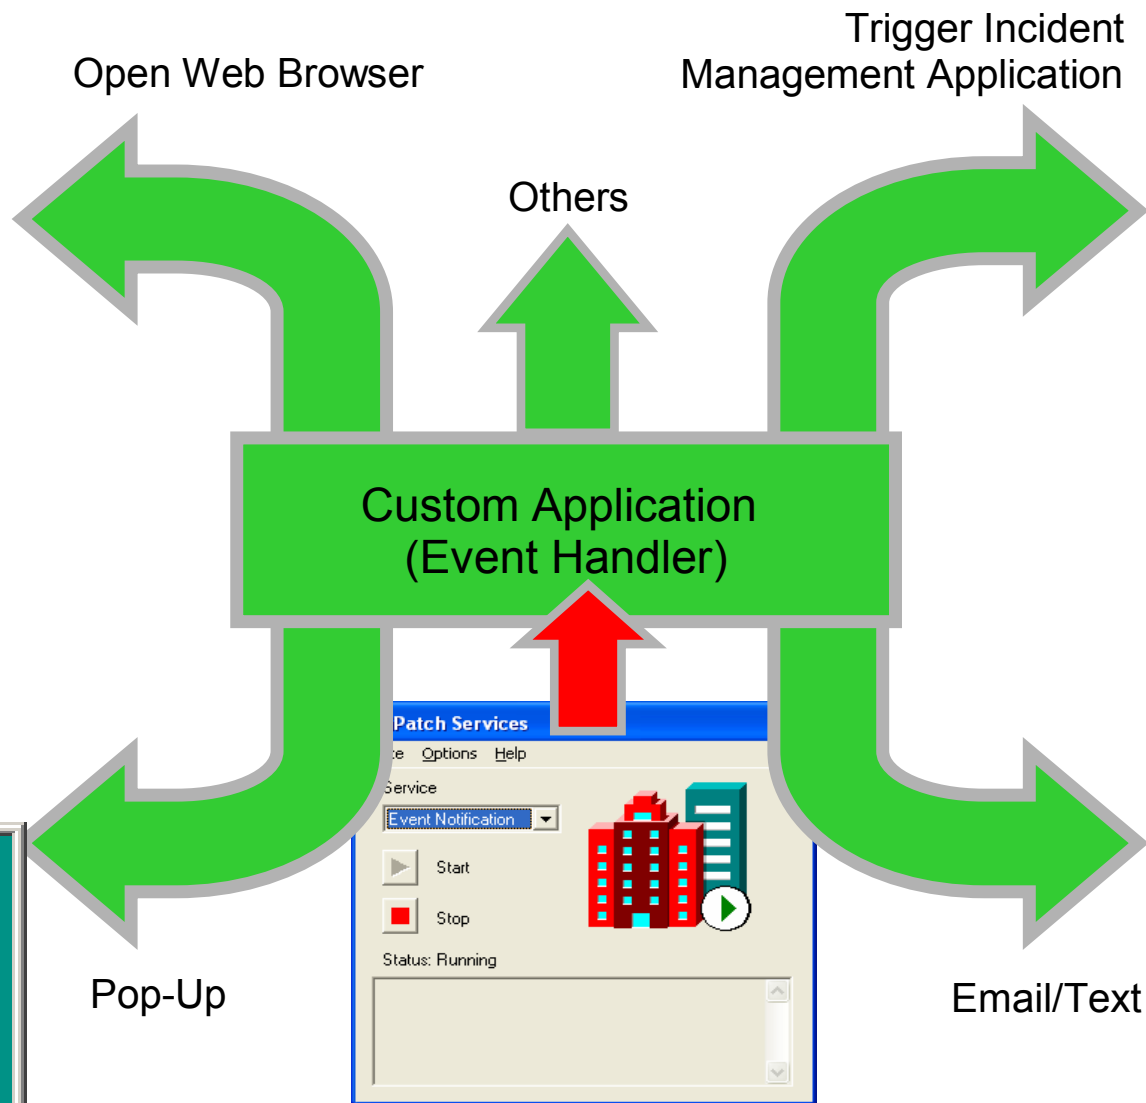 Trigger Incident
Management Application
Open Web Browser
Others
Custom Application
(Event Handler)
Patch Services
Options Help
Service
Event Notification
Start
Stop
Status: Running
Pop-Up
Email/Text